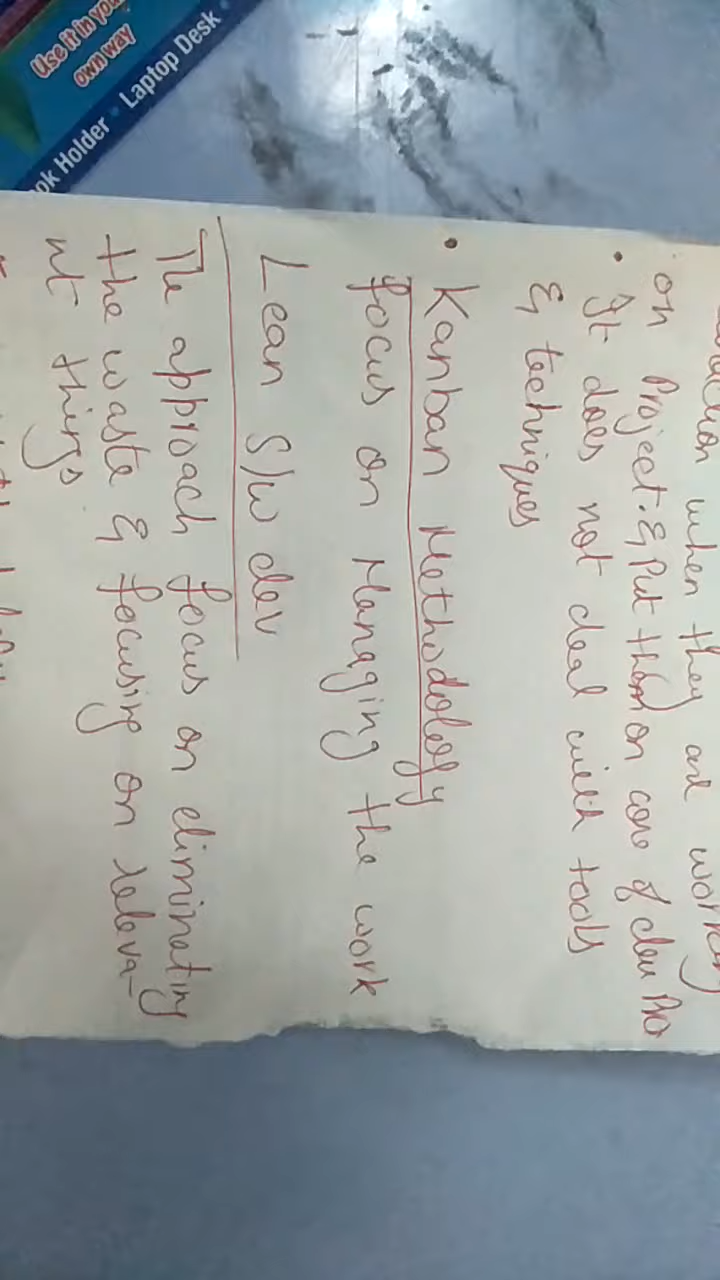 Use it in your
own way
ok Holder • Laptop Desk •
when they are
on Project. & Put them on core of dev Pro
• It does not deal with tools
& techniques
• Kanban Methodology
focus on Managing the work
Lean S/w dev
The approach focus on eliminating
the waste & focusing on releva-
nt things.